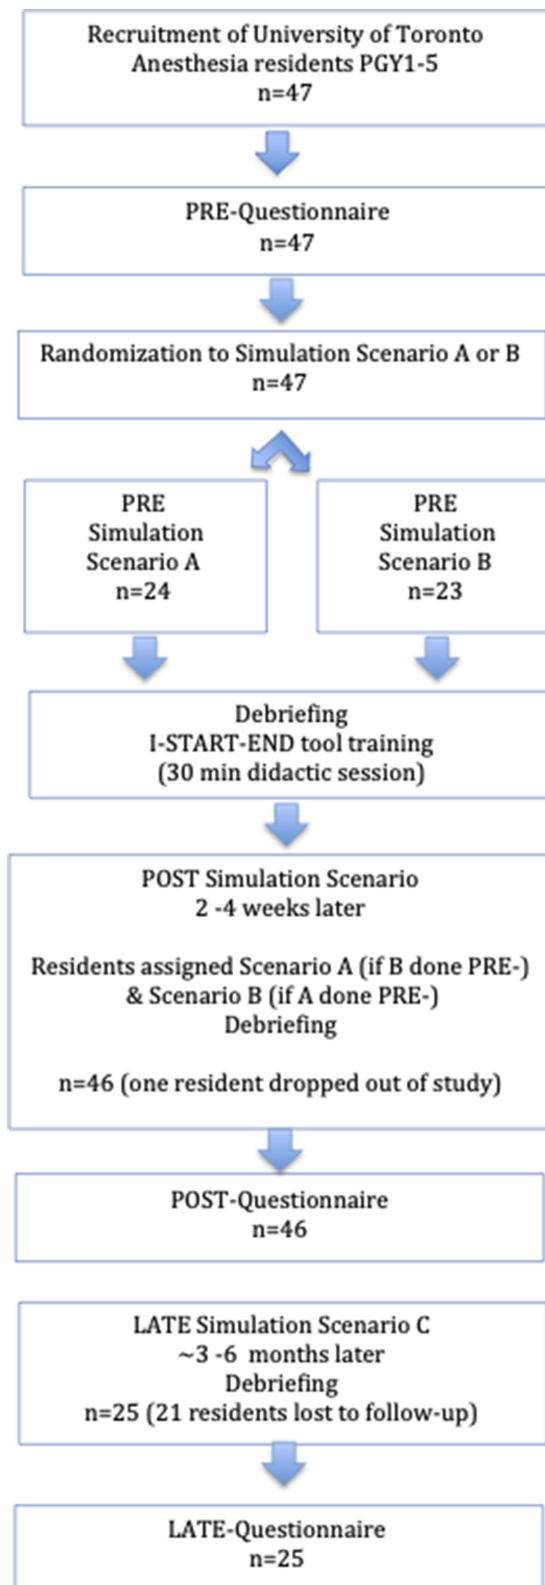 Recruitment of University of Toronto
Anesthesia residents PGY1-5
n=47
PRE-Questionnaire
n=47
Randomization to Simulation Scenario A or B
n=47
PRE
Simulation
Scenario A
n=24
PRE
Simulation
Scenario B
n=23
Debriefing
I-START-END tool training
(30 min didactic session)
POST Simulation Scenario
2 -4 weeks later
Residents assigned Scenario A (if B done PRE-)
& Scenario B (if A done PRE-)
Debriefing
n=46 (one resident dropped out of study)
POST-Questionnaire
n=46
LATE Simulation Scenario C
~3 -6 months later
Debriefing
n=25 (21 residents lost to follow-up)
LATE-Questionnaire
n=25